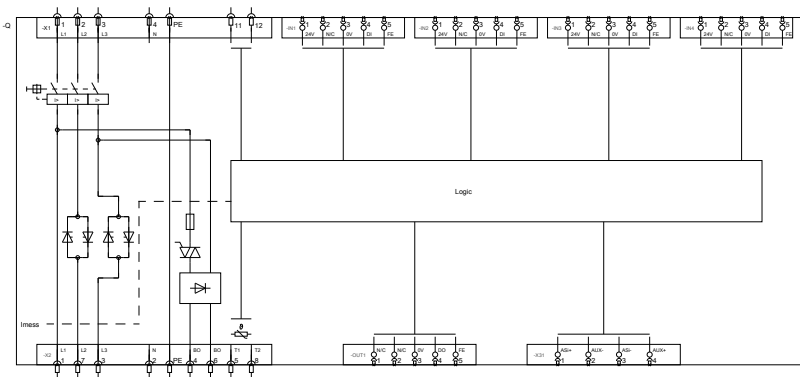 -Q
-X1 1 2 3 4 PE 11 12
L1 L2 L3 N
-IN1 1 2 3 4 5
24V N/C 0V DI FE
-IN2 1 2 3 4 5
24V N/C 0V DI FE
-IN3 1 2 3 4 5
24V N/C 0V DI FE
-IN4 1 2 3 4 5
24V N/C 0V DI FE
I> I> I>
Logic
Imess
ϑ
-X2 L1 L2 L3 N BO BO T1 T2
1 7 3 2 PE 4 6 5 8
-OUT1 N/C N/C 0V DO FE
1 2 3 4 5
-X31 ASi+ AUX- ASi- AUX+
1 2 3 4